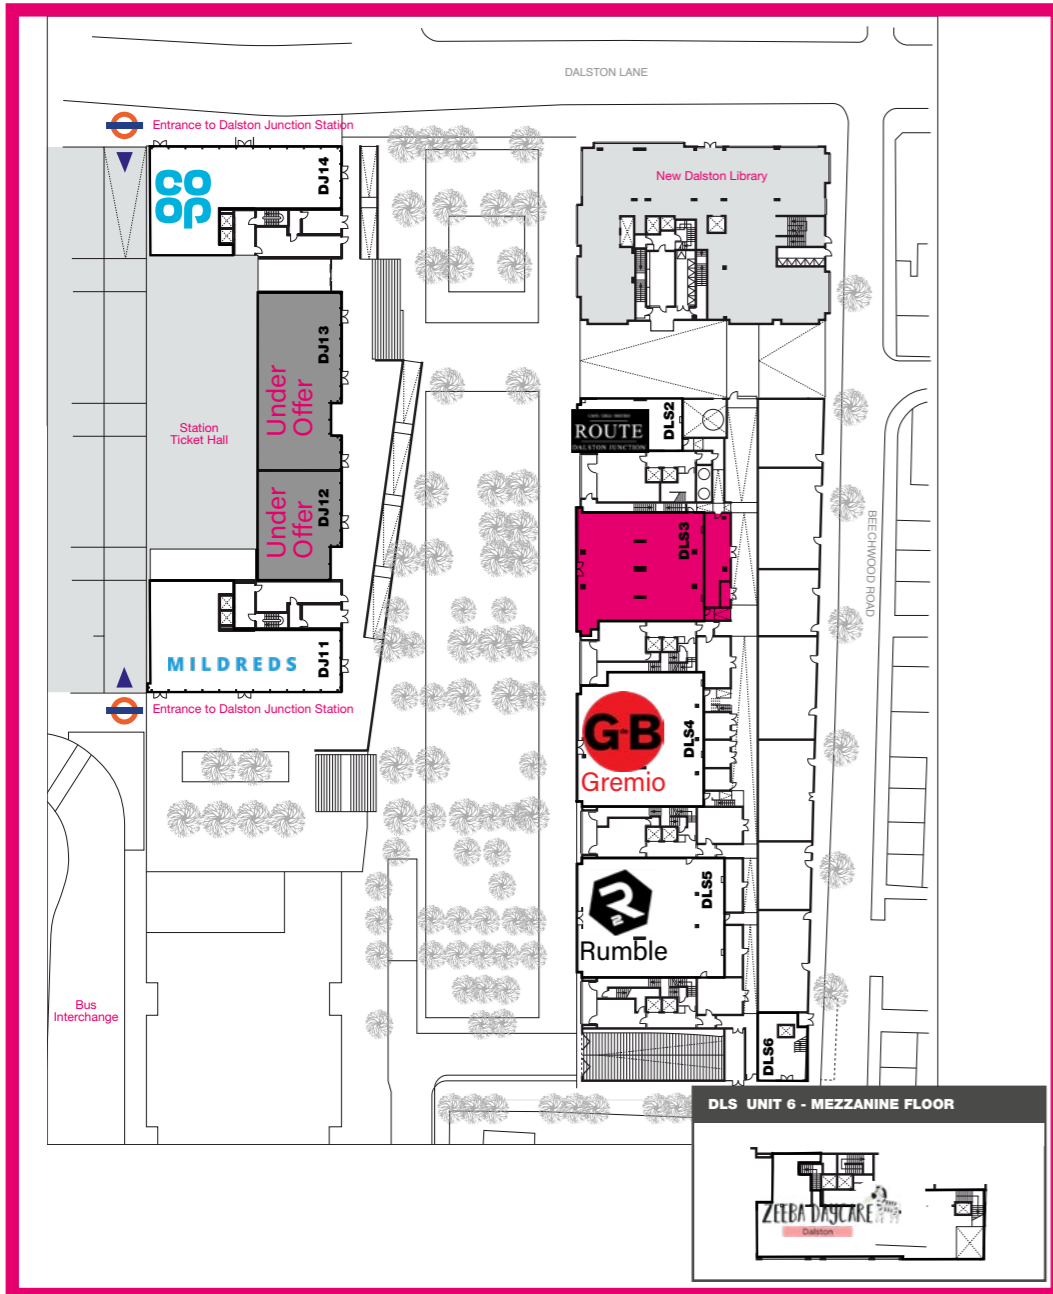 DALSTON LANE
Entrance to Dalston Junction Station
CO
OP
DJ14
New Dalston Library
DJ13
Under
Offer
Station
Ticket Hall
DJ12
Under
Offer
MILDREDS
DJ11
Entrance to Dalston Junction Station
ROUTE
DALSTON JUNCTION
DLS2
DLS3
BEECHWOOD ROAD
G de B
Gremio
DLS4
R2
Rumble
DLS5
Bus
Interchange
DLS6
DLS UNIT 6 - MEZZANINE FLOOR
ZEEBA DAYCARE
Dalston